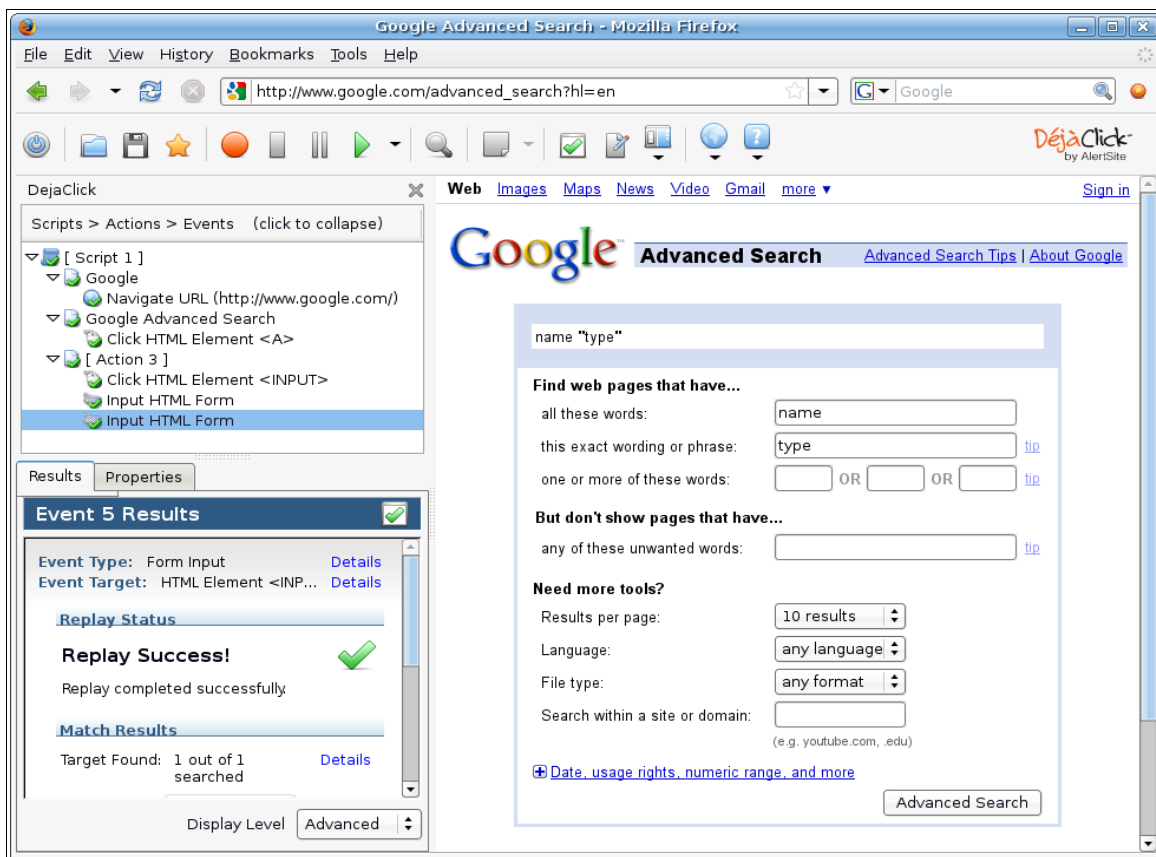 Google Advanced Search - Mozilla Firefox
File Edit View History Bookmarks Tools Help
http://www.google.com/advanced_search?hl=en
G Google
DéjàClick
by AlertSite
DejaClick
Scripts > Actions > Events (click to collapse)
[ Script 1 ]
Google
Navigate URL (http://www.google.com/)
Google Advanced Search
Click HTML Element <A>
[ Action 3 ]
Click HTML Element <INPUT>
Input HTML Form
Input HTML Form
Results Properties
Event 5 Results
Event Type: Form Input Details
Event Target: HTML Element <INP... Details
Replay Status
Replay Success!
Replay completed successfully.
Match Results
Target Found: 1 out of 1 Details
searched
Display Level Advanced
Web Images Maps News Video Gmail more ▼ Sign in
Google™ Advanced Search Advanced Search Tips | About Google
name "type"
Find web pages that have...
all these words: name
this exact wording or phrase: type tip
one or more of these words: OR OR tip
But don't show pages that have...
any of these unwanted words: tip
Need more tools?
Results per page: 10 results
Language: any language
File type: any format
Search within a site or domain:
(e.g. youtube.com, .edu)
Date, usage rights, numeric range, and more
Advanced Search